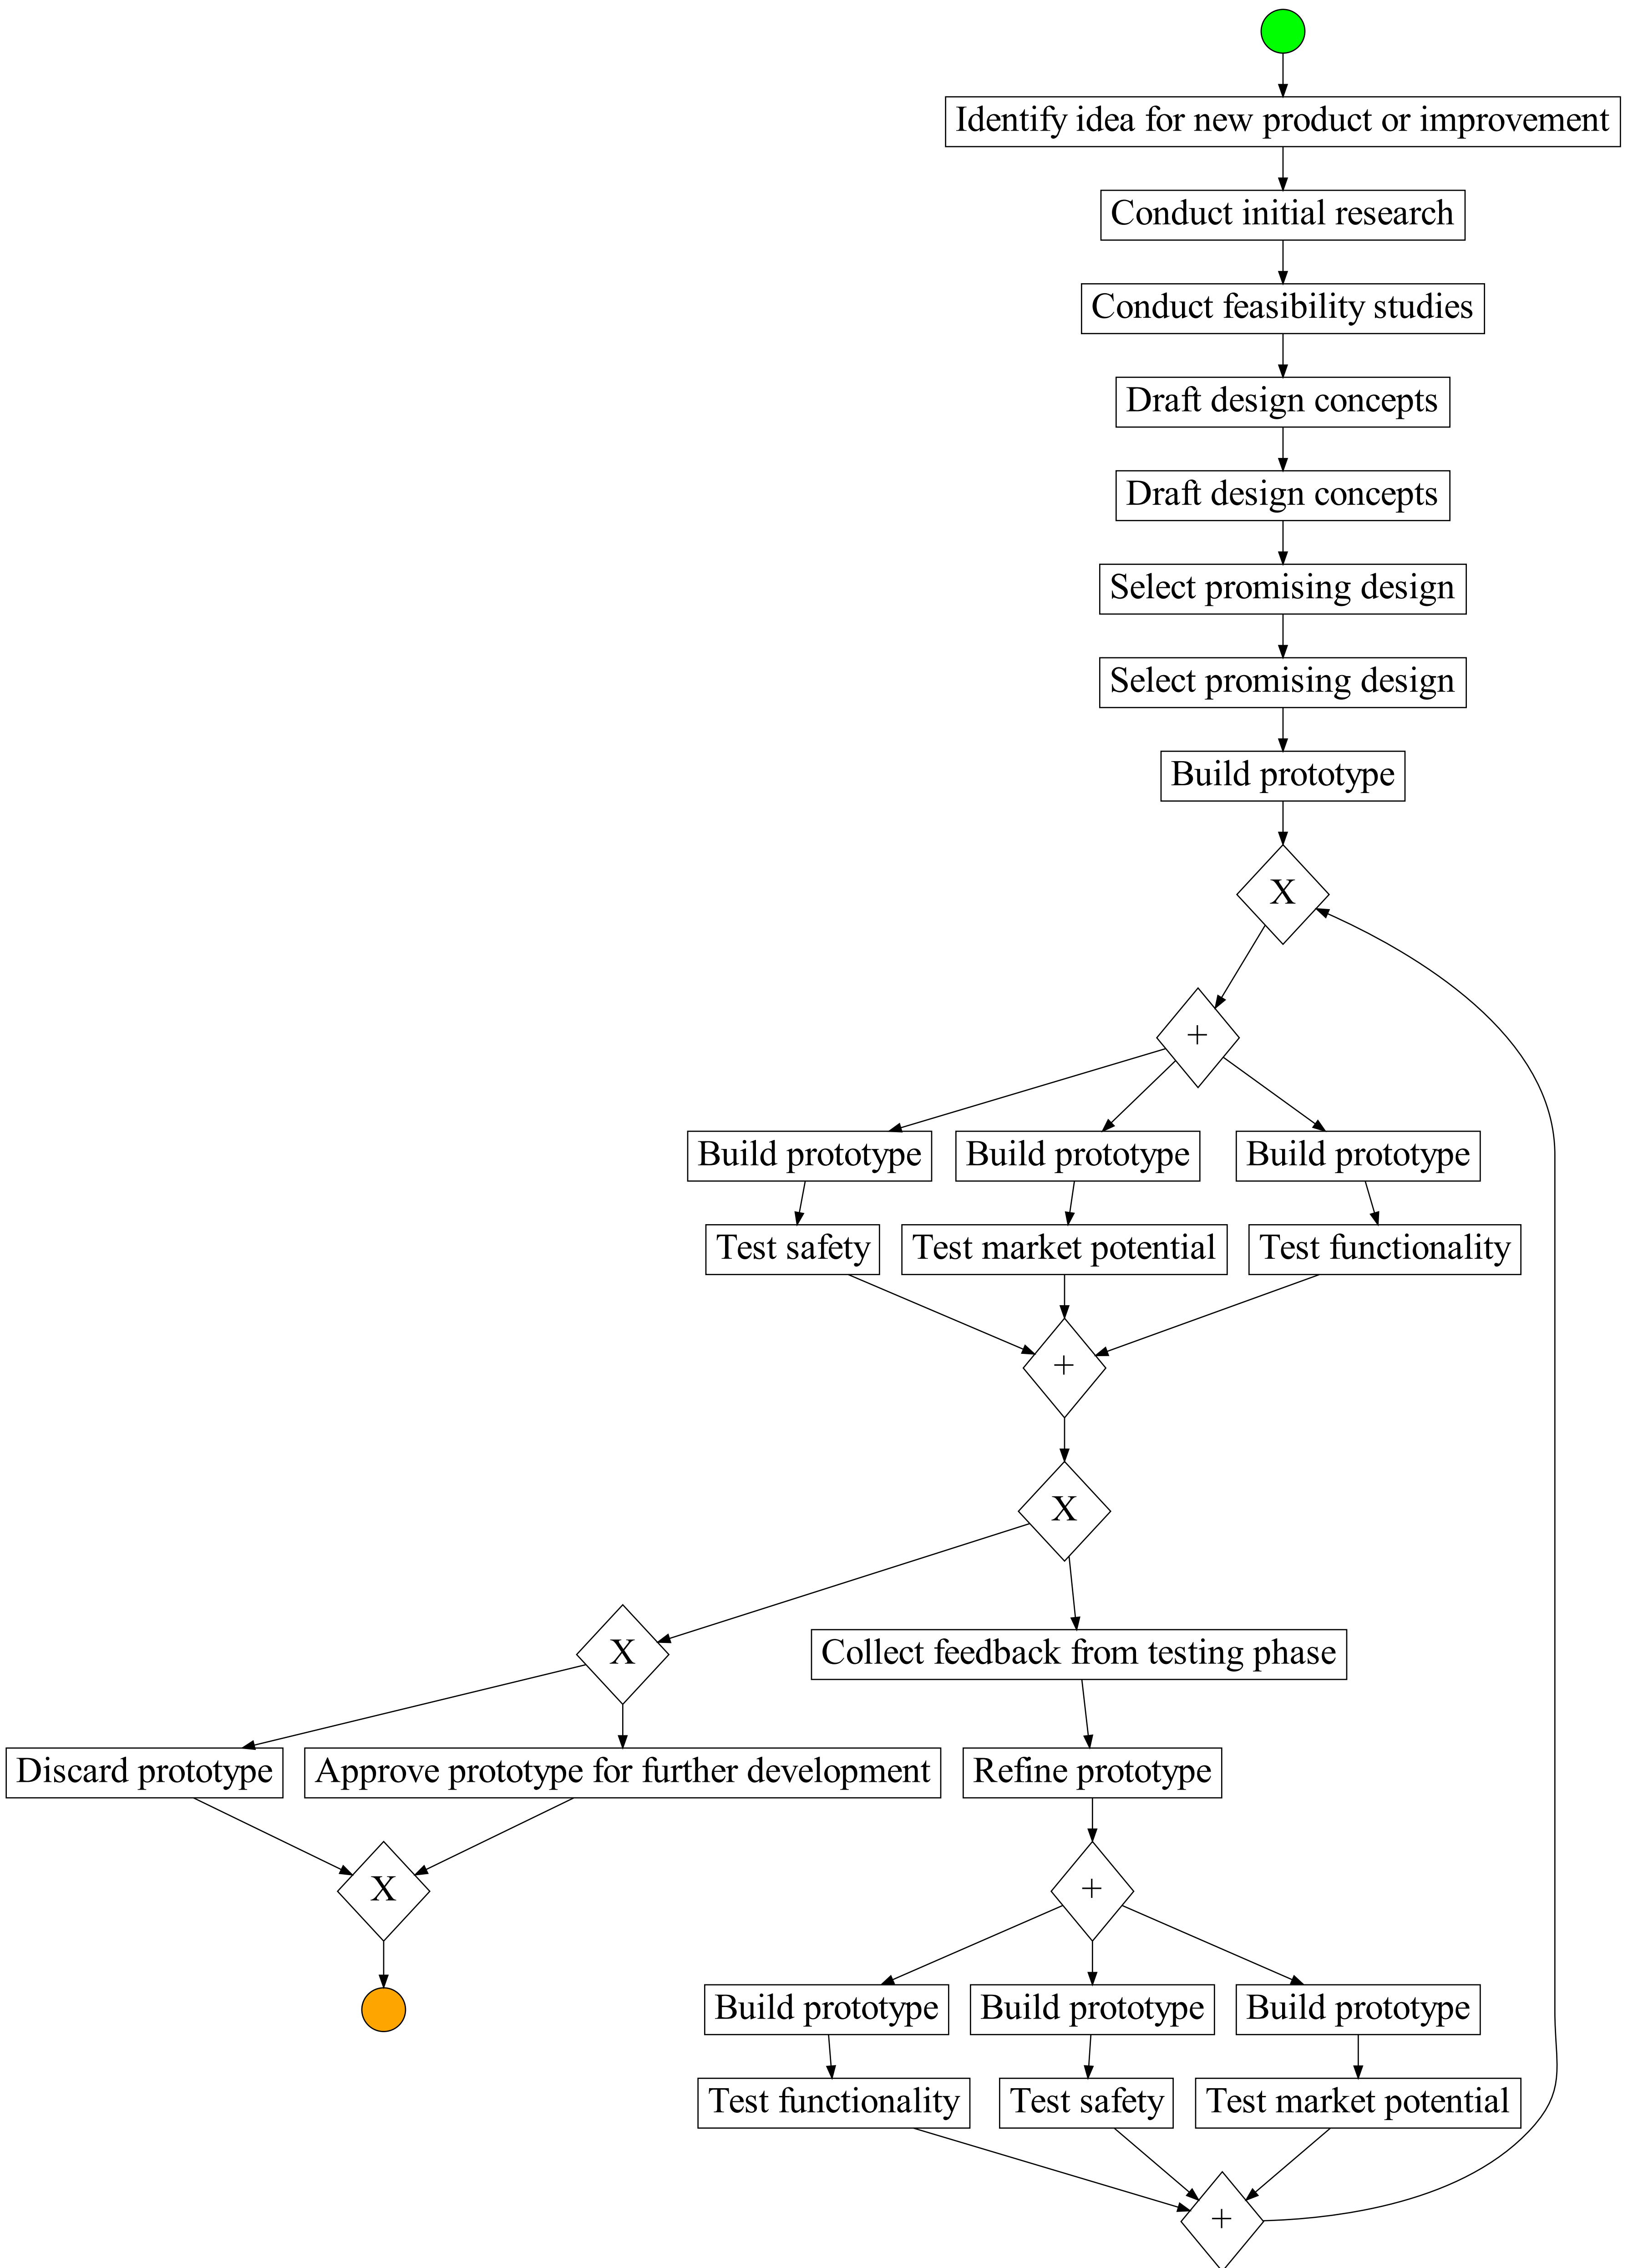 Identify idea for new product or improvement
Conduct initial research
Conduct feasibility studies
Draft design concepts
Draft design concepts
Select promising design
Select promising design
Build prototype
X
+
Build prototype
Build prototype
Build prototype
Test safety
Test market potential
Test functionality
+
X
X
Collect feedback from testing phase
Discard prototype
Approve prototype for further development
Refine prototype
X
+
Build prototype
Build prototype
Build prototype
Test functionality
Test safety
Test market potential
+